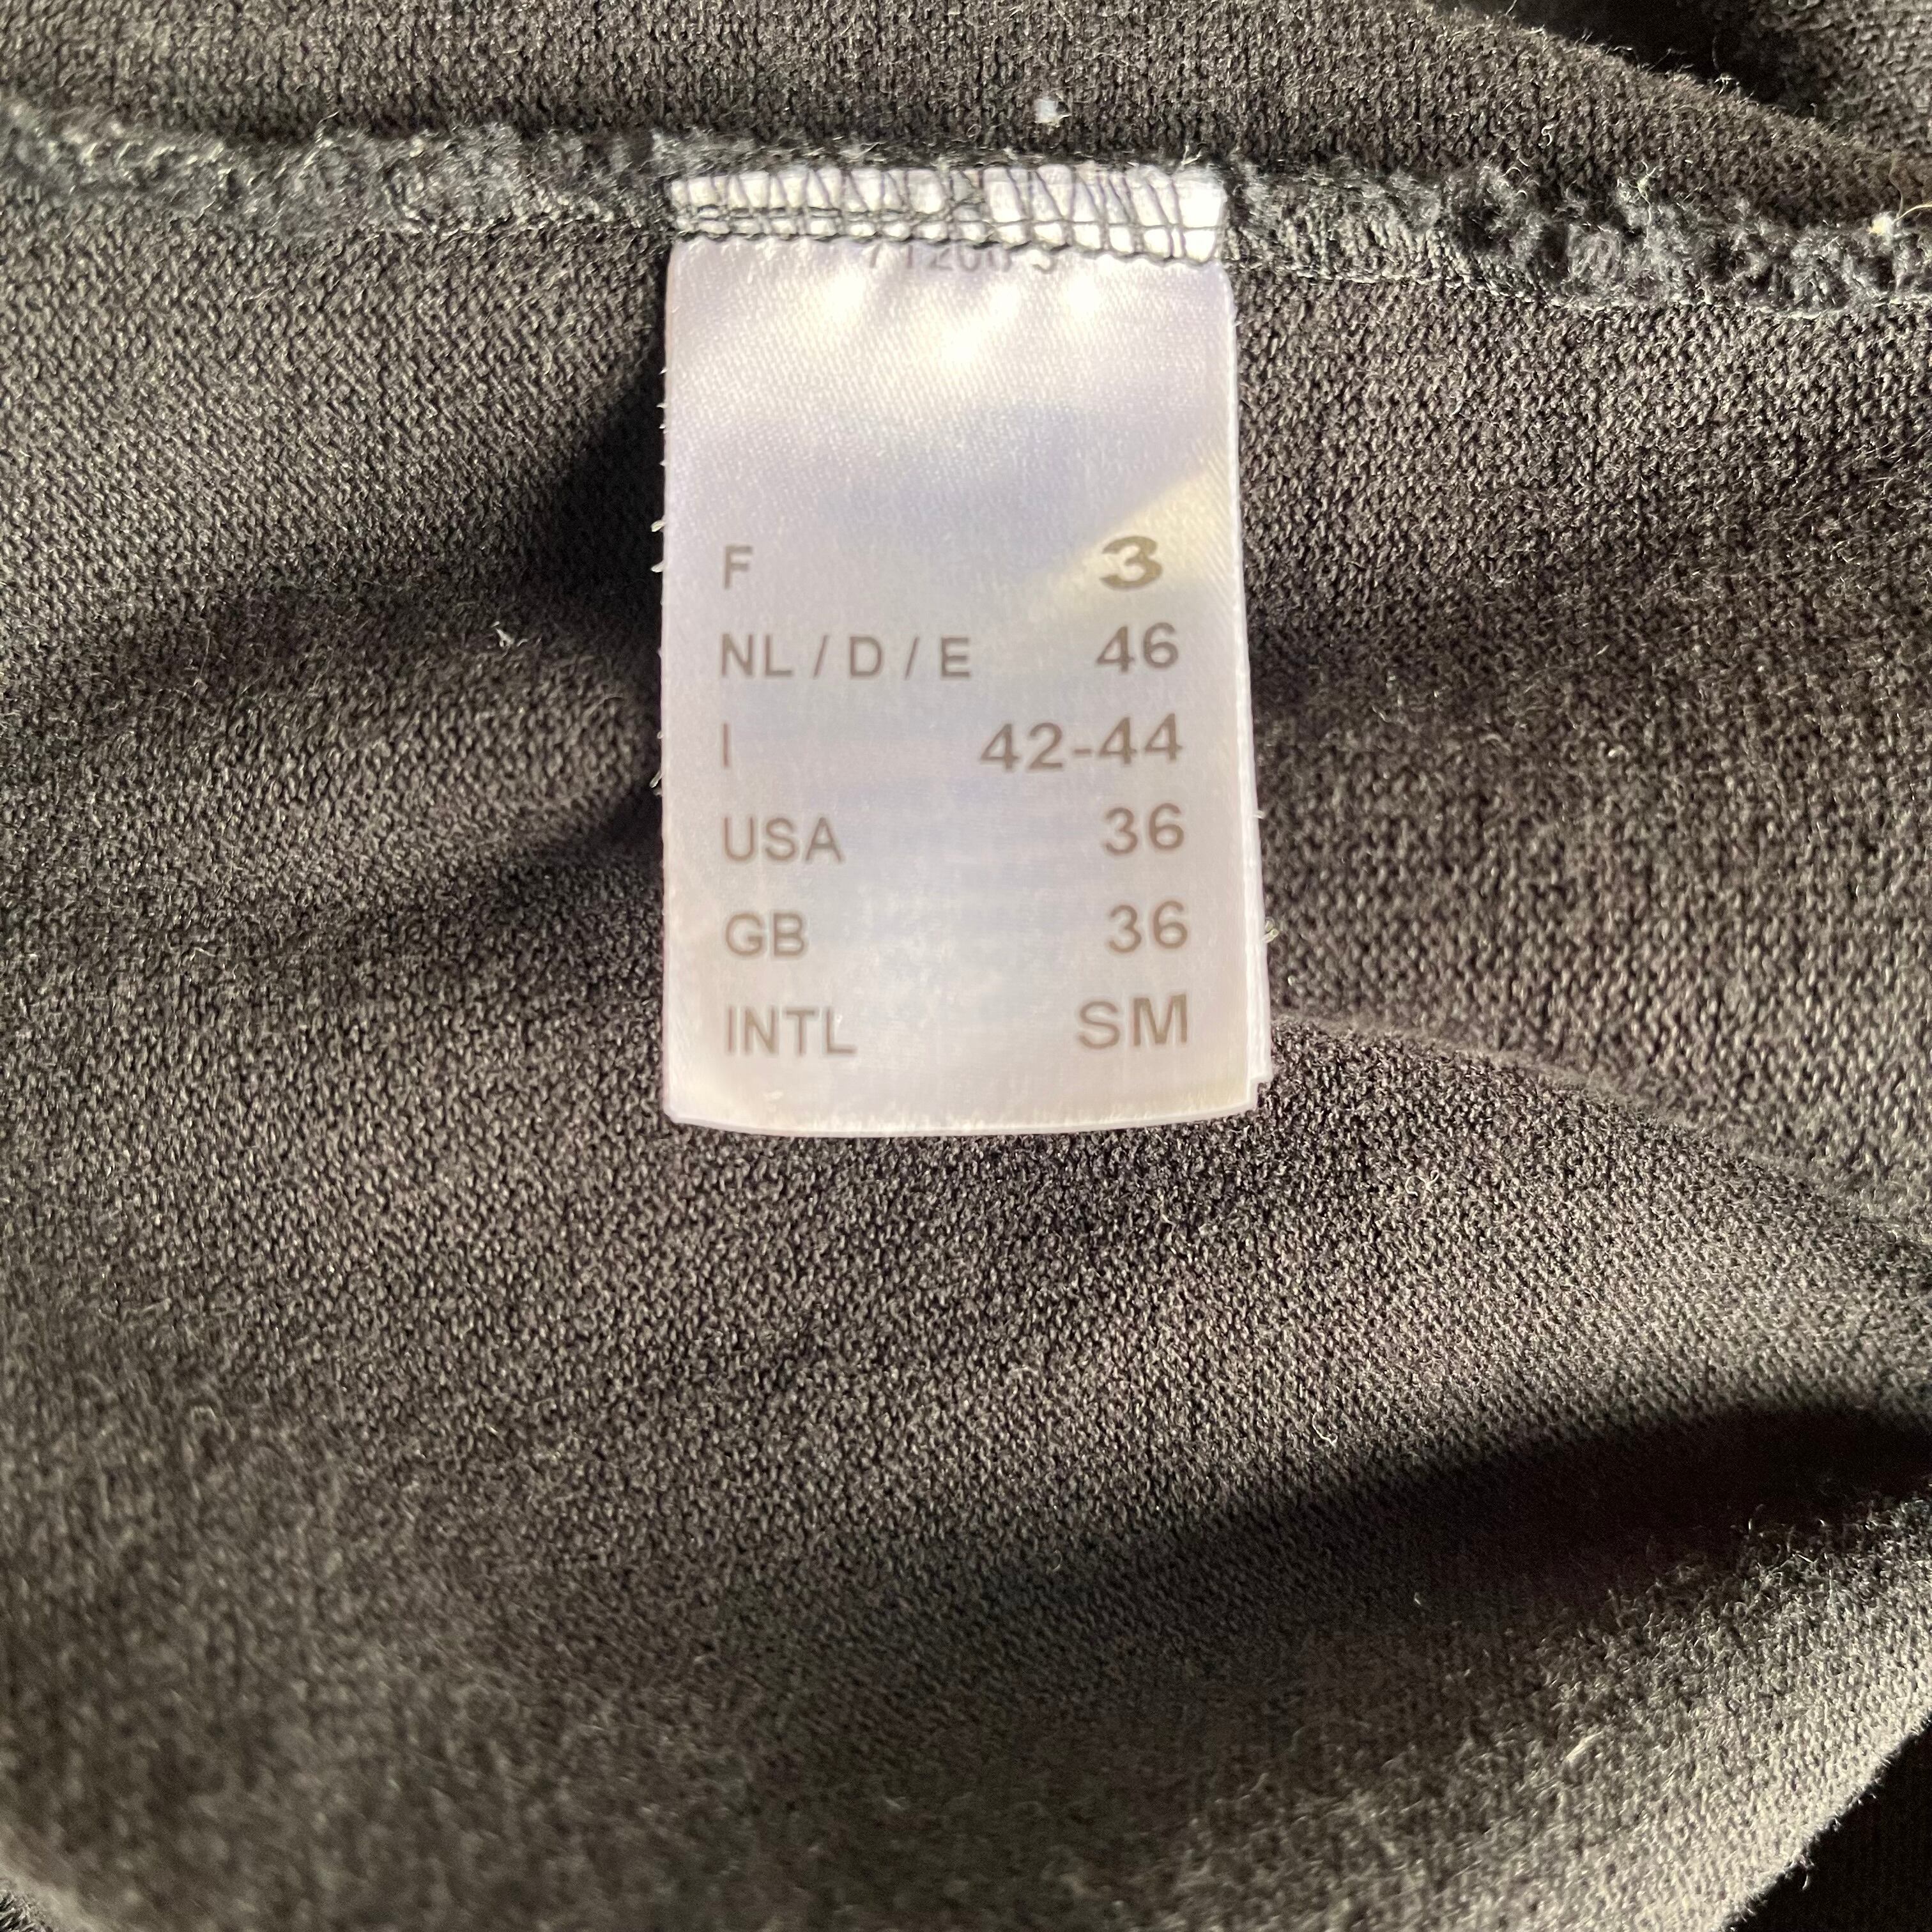 F 3
NL / D / E 46
I 42-44
USA 36
GB 36
INTL SM